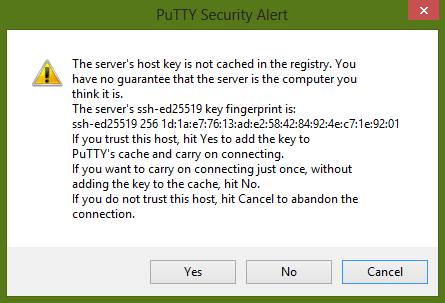 PuTTY Security Alert
The server's host key is not cached in the registry. You
have no guarantee that the server is the computer you
think it is.
The server's ssh-ed25519 key fingerprint is:
ssh-ed25519 256 1d:1a:e7:76:13:ad:e2:58:42:84:92:4e:c7:1e:92:01
If you trust this host, hit Yes to add the key to
PuTTY's cache and carry on connecting.
If you want to carry on connecting just once, without
adding the key to the cache, hit No.
If you do not trust this host, hit Cancel to abandon the
connection.
Yes No Cancel